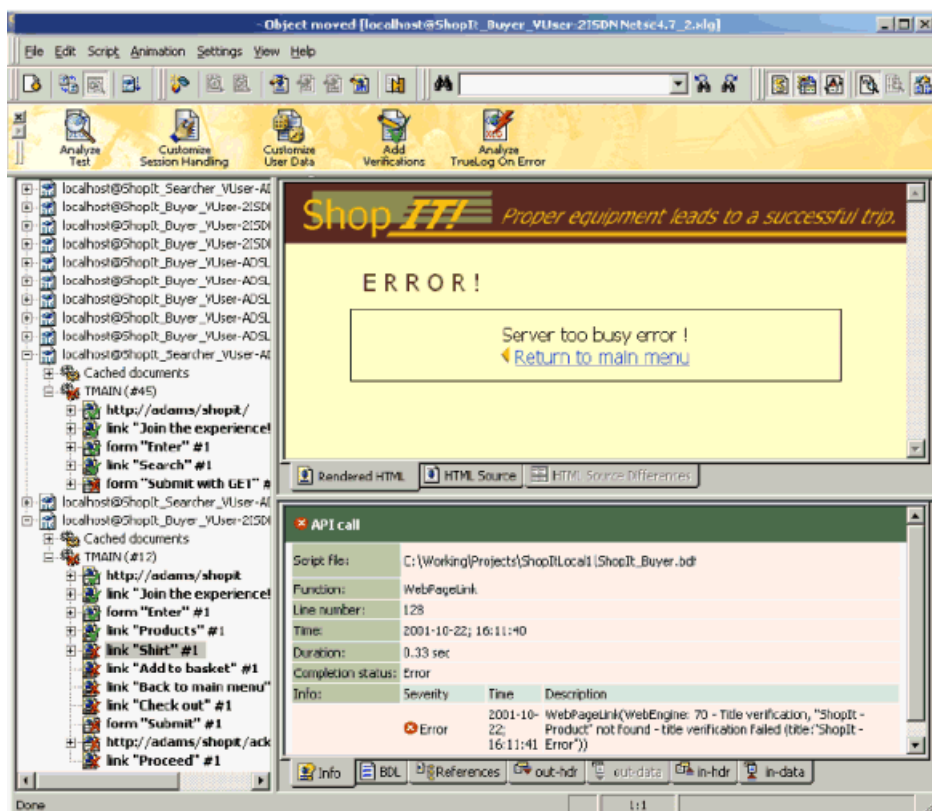 - Object moved [localhost@ShopIt_Buyer_VUser-2ISDN Netsc4.7_2.xlg]
File Edit Script Animation Settings View Help
Analyze Test
Customize Session Handling
Customize User Data
Add Verifications
Analyze TrueLog On Error
localhost@ShopIt_Searcher_VUser-AD
localhost@ShopIt_Buyer_VUser-2ISDI
localhost@ShopIt_Buyer_VUser-2ISDI
localhost@ShopIt_Buyer_VUser-2ISDI
localhost@ShopIt_Buyer_VUser-ADSL
localhost@ShopIt_Buyer_VUser-ADSL
localhost@ShopIt_Buyer_VUser-ADSL
localhost@ShopIt_Buyer_VUser-ADSL
localhost@ShopIt_Buyer_VUser-ADSL
localhost@ShopIt_Searcher_VUser-AD
Cached documents
TMAIN (#45)
http://adams/shopit/
link "Join the experience!
form "Enter" #1
link "Search" #1
form "Submit with GET" #
localhost@ShopIt_Searcher_VUser-AD
localhost@ShopIt_Buyer_VUser-2ISDI
Cached documents
TMAIN (#12)
http://adams/shopit
link "Join the experience!
form "Enter" #1
link "Products" #1
link "Shirt" #1
link "Add to basket" #1
link "Back to main menu"
link "Check out" #1
form "Submit" #1
http://adams/shopit/ack
link "Proceed" #1
Shop IT! Proper equipment leads to a successful trip.
ERROR!
Server too busy error !
Return to main menu
Rendered HTML HTML Source HTML Source Differences
API call
Script file: C:\Working\Projects\ShopItLocal1\ShopIt_Buyer.bdf
Function: WebPageLink
Line number: 128
Time: 2001-10-22; 16:11:40
Duration: 0.33 sec
Completion status: Error
Info: Severity Time Description
Error 2001-10-22; 16:11:41 WebPageLink(WebEngine: 70 - Title verification, "ShopIt - Product" not found - title verification failed (title:"ShopIt - Error"))
Info BDL References out-hdr out-data in-hdr in-data
Done 1:1